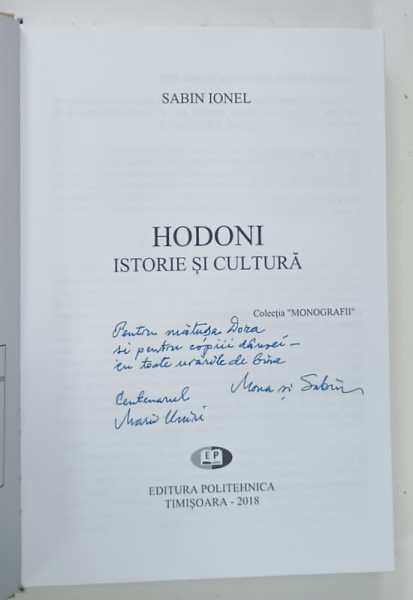 SABIN IONEL
HODONI
ISTORIE ȘI CULTURĂ
Colecția "MONOGRAFII"
Pentru mătușa Dora
și pentru copiii dânsei –
cu toate urările de bine
Mona și Sabin
Centenarul
Marii Uniri
E P
EDITURA POLITEHNICA
TIMIȘOARA - 2018